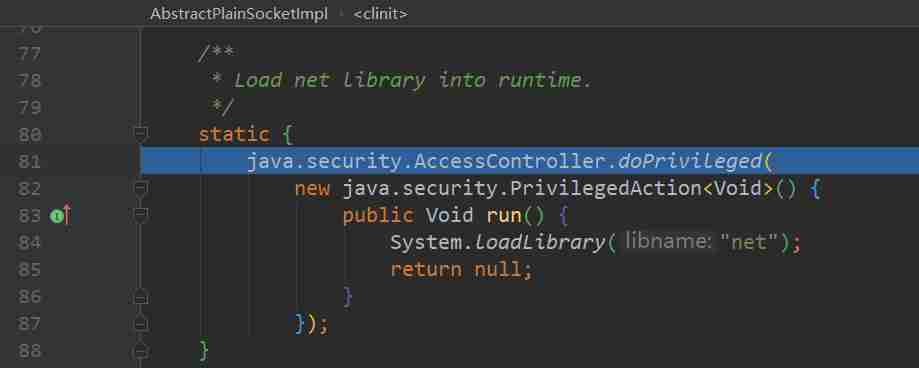 AbstractPlainSocketImpl > <clinit>
76
77 /**
78 * Load net library into runtime.
79 */
80 static {
81 java.security.AccessController.doPrivileged(
82 new java.security.PrivilegedAction<Void>() {
83 public Void run() {
84 System.loadLibrary( libname: "net");
85 return null;
86 }
87 });
88 }